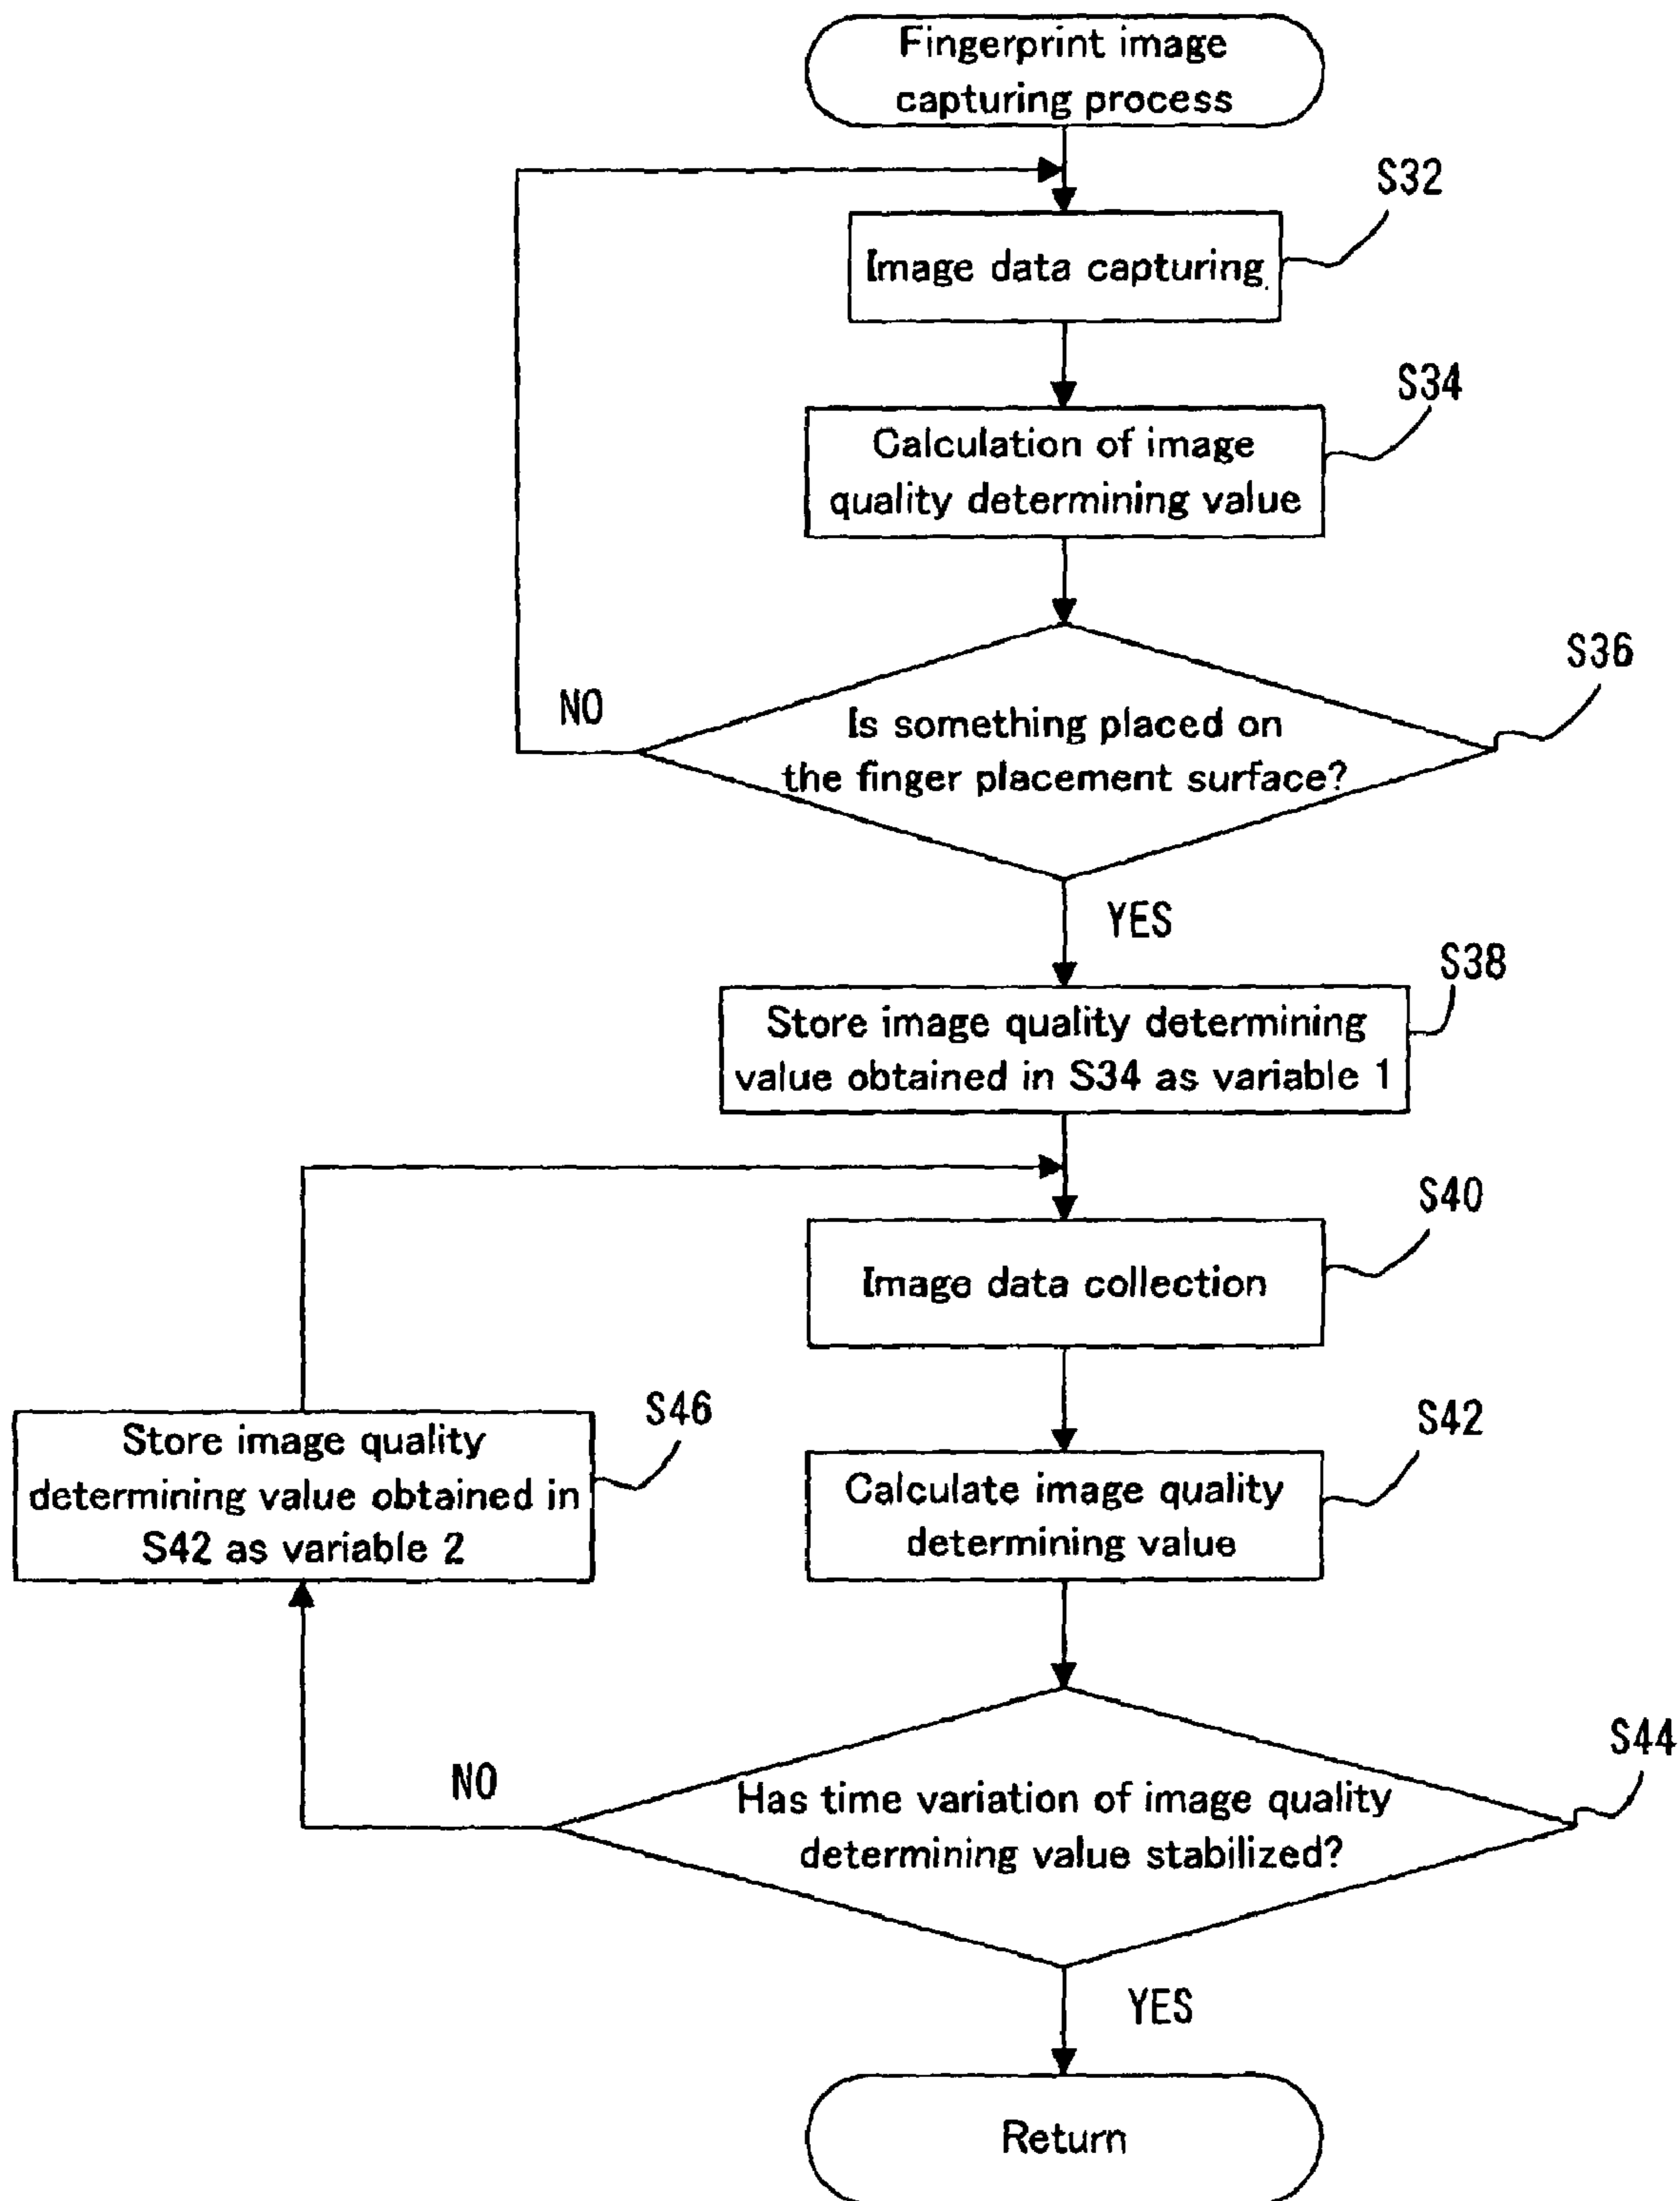 Fingerprint image
capturing process
S32
Image data capturing
S34
Calculation of image
quality determining value
S36
NO
Is something placed on
the finger placement surface?
YES
S38
Store image quality determining
value obtained in S34 as variable 1
S40
Image data collection
S46
Store image quality
determining value obtained in
S42 as variable 2
S42
Calculate image quality
determining value
S44
NO
Has time variation of image quality
determining value stabilized?
YES
Return